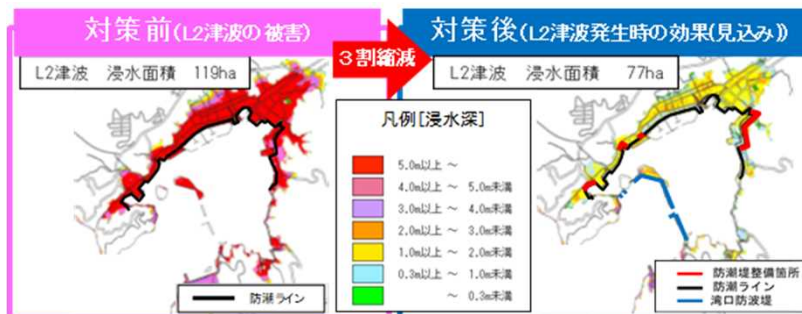 対策前(L2津波の被害)
3割縮減
対策後(L2津波発生時の効果(見込み))
L2津波 浸水面積 119ha
L2津波 浸水面積 77ha
凡例[浸水深]
5.0m以上 ～
4.0m以上 ～ 5.0m未満
3.0m以上 ～ 4.0m未満
2.0m以上 ～ 3.0m未満
1.0m以上 ～ 2.0m未満
0.3m以上 ～ 1.0m未満
～ 0.3m未満
防潮ライン
防潮堤整備箇所
防潮ライン
湾口防波堤